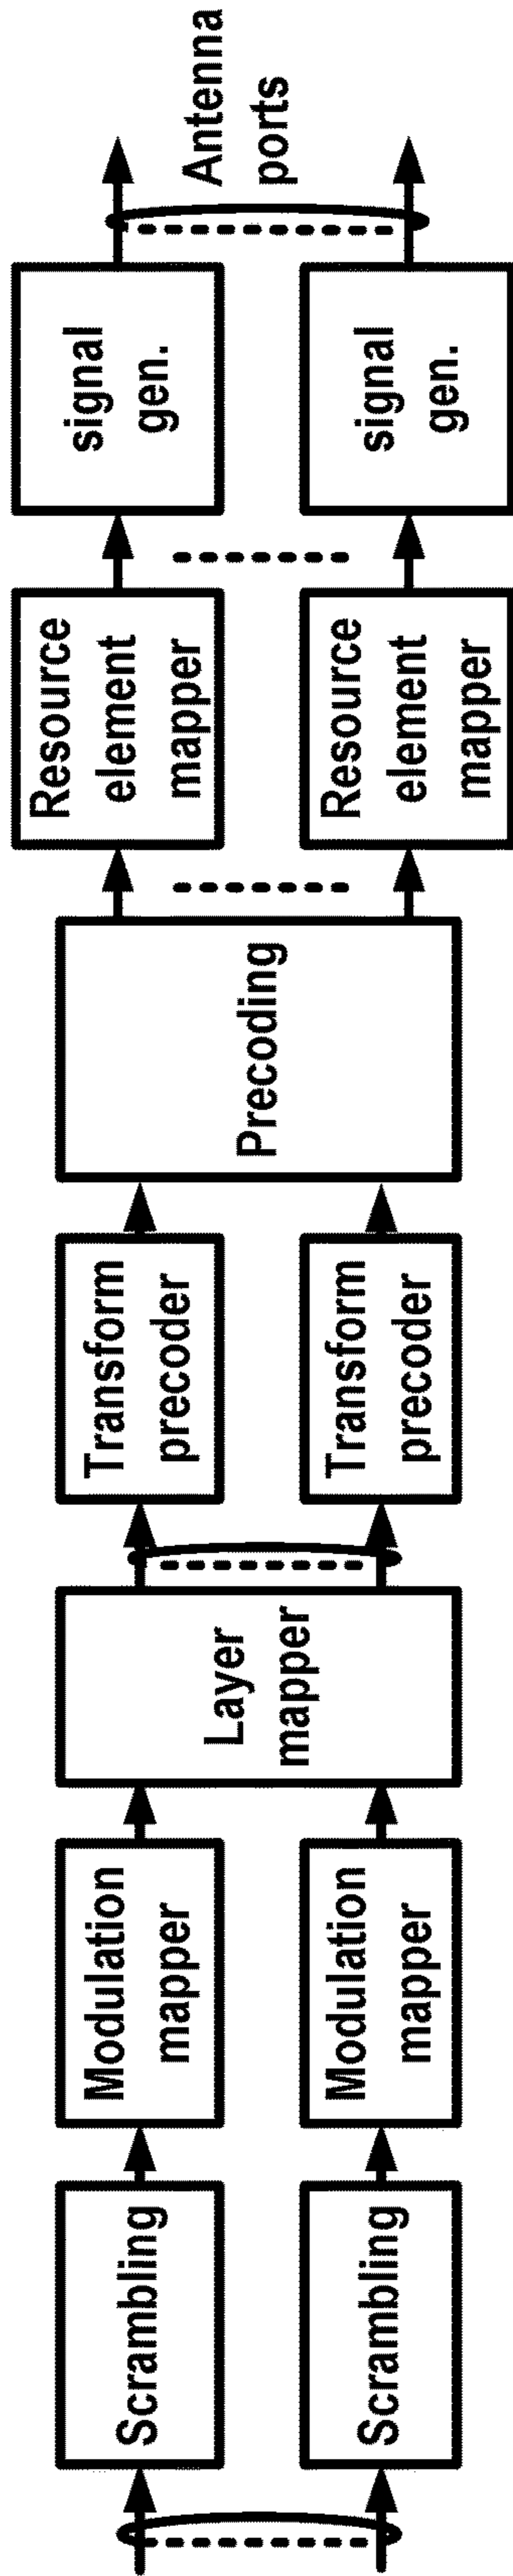 Scrambling
Scrambling
Modulation
mapper
Modulation
mapper
Layer
mapper
Transform
precoder
Transform
precoder
Precoding
Resource
element
mapper
Resource
element
mapper
signal
gen.
signal
gen.
Antenna
ports